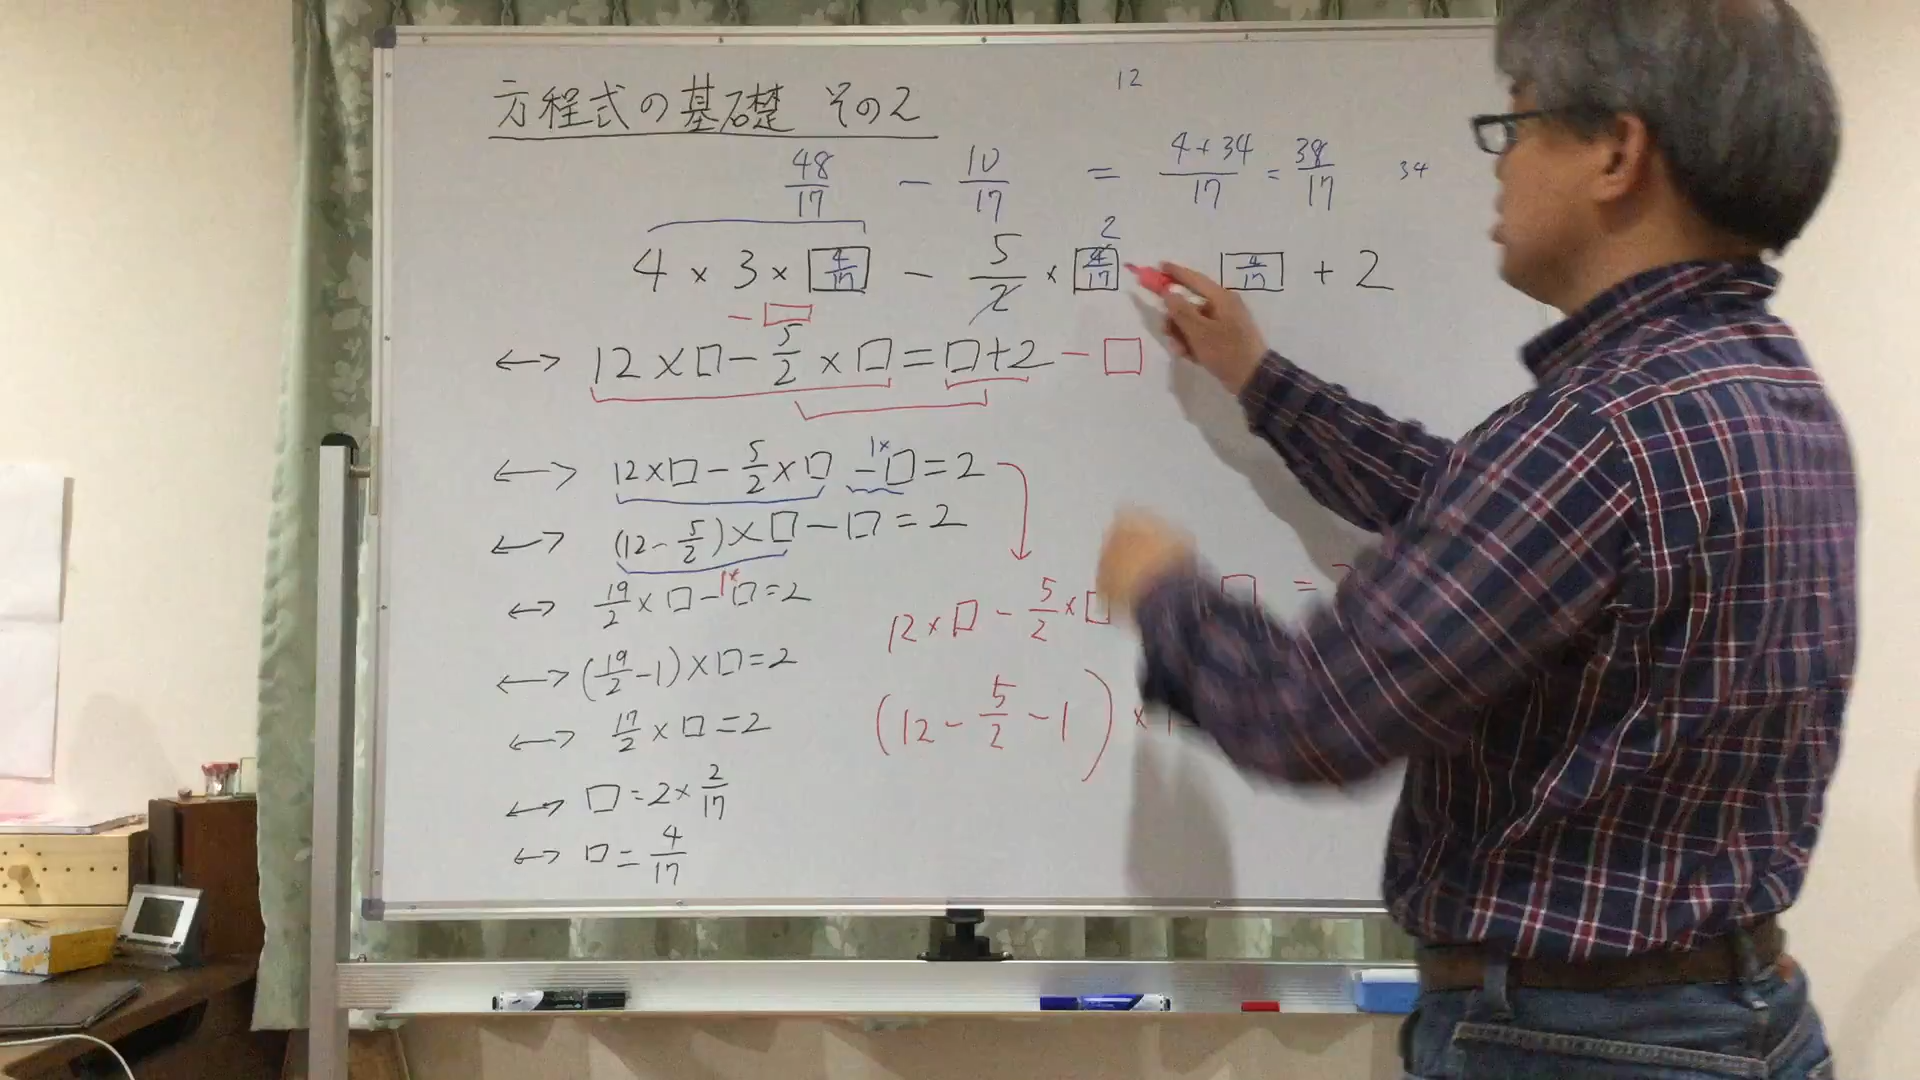 方程式の基礎 その2
12
48/17 - 10/17 = 4+34/17 = 38/17 34
2
4 × 3 × 4/17 - 5/2 × 4/17 4/17 + 2
- □
↔ 12×□ - 5/2 ×□ = □+2 - □
↔ 12×□ - 5/2 ×□ - 1×□ = 2
↔ (12 - 5/2)×□ - □ = 2
↔ 19/2 × □ - 1×□ = 2
12×□ - 5/2 ×□ □ =
↔ (19/2 - 1)×□ = 2
(12 - 5/2 - 1) ×
↔ 17/2 × □ = 2
↔ □ = 2 × 2/17
↔ □ = 4/17